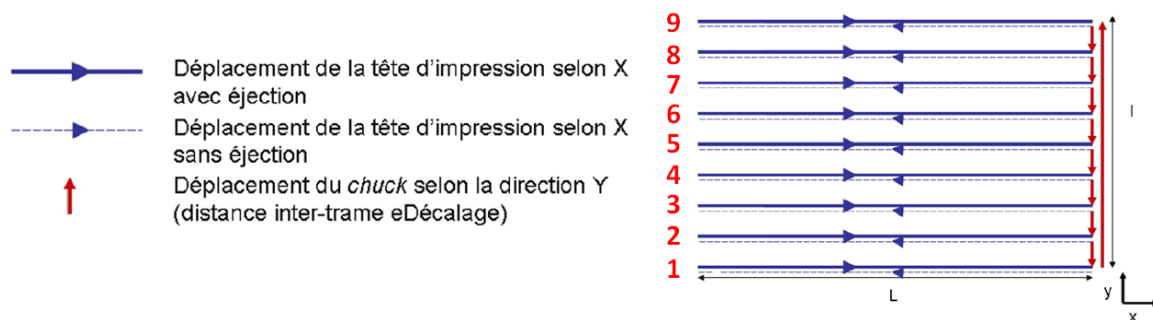 Déplacement de la tête d'impression selon X
avec éjection
Déplacement de la tête d'impression selon X
sans éjection
Déplacement du chuck selon la direction Y
(distance inter-trame eDécalage)
9
8
7
6
5
4
3
2
1
l
L
y
x